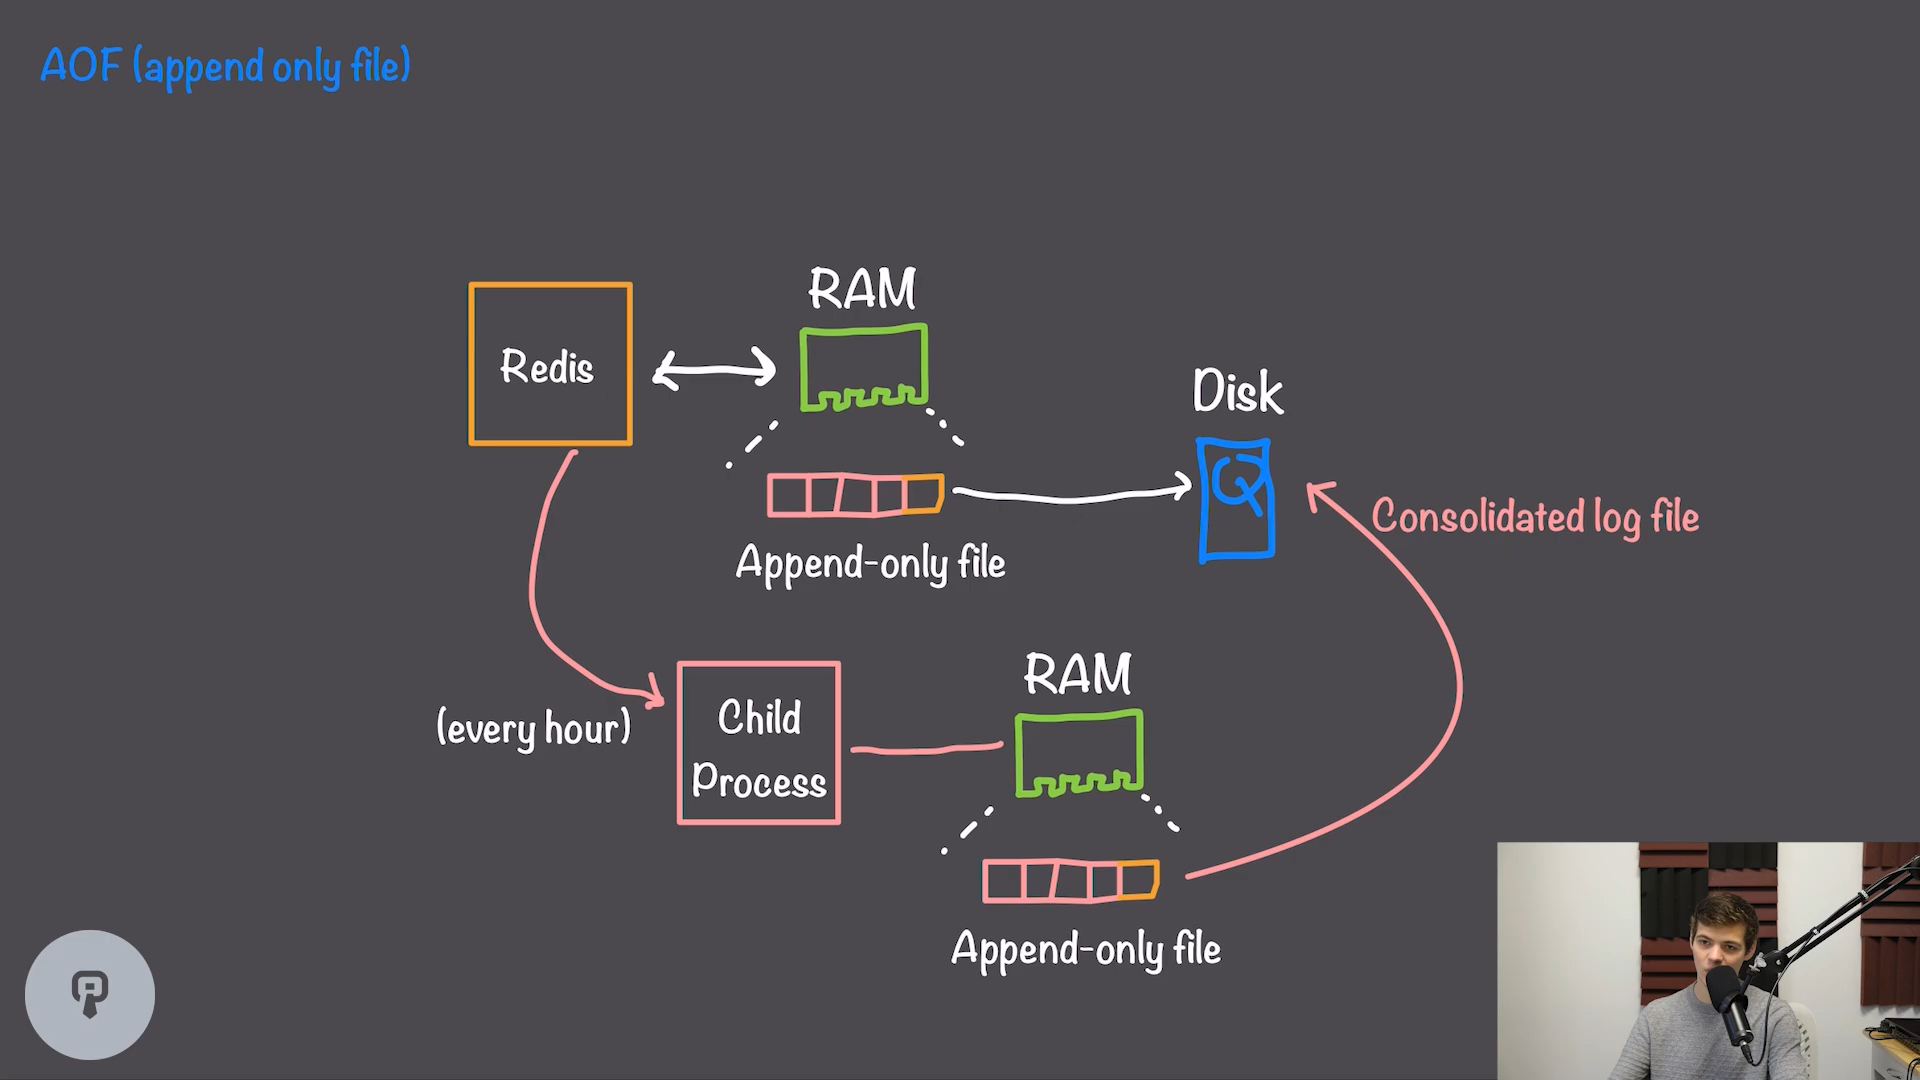 AOF (append only file)
RAM
Redis
Disk
Append-only file
Consolidated log file
(every hour)
Child
Process
RAM
Append-only file